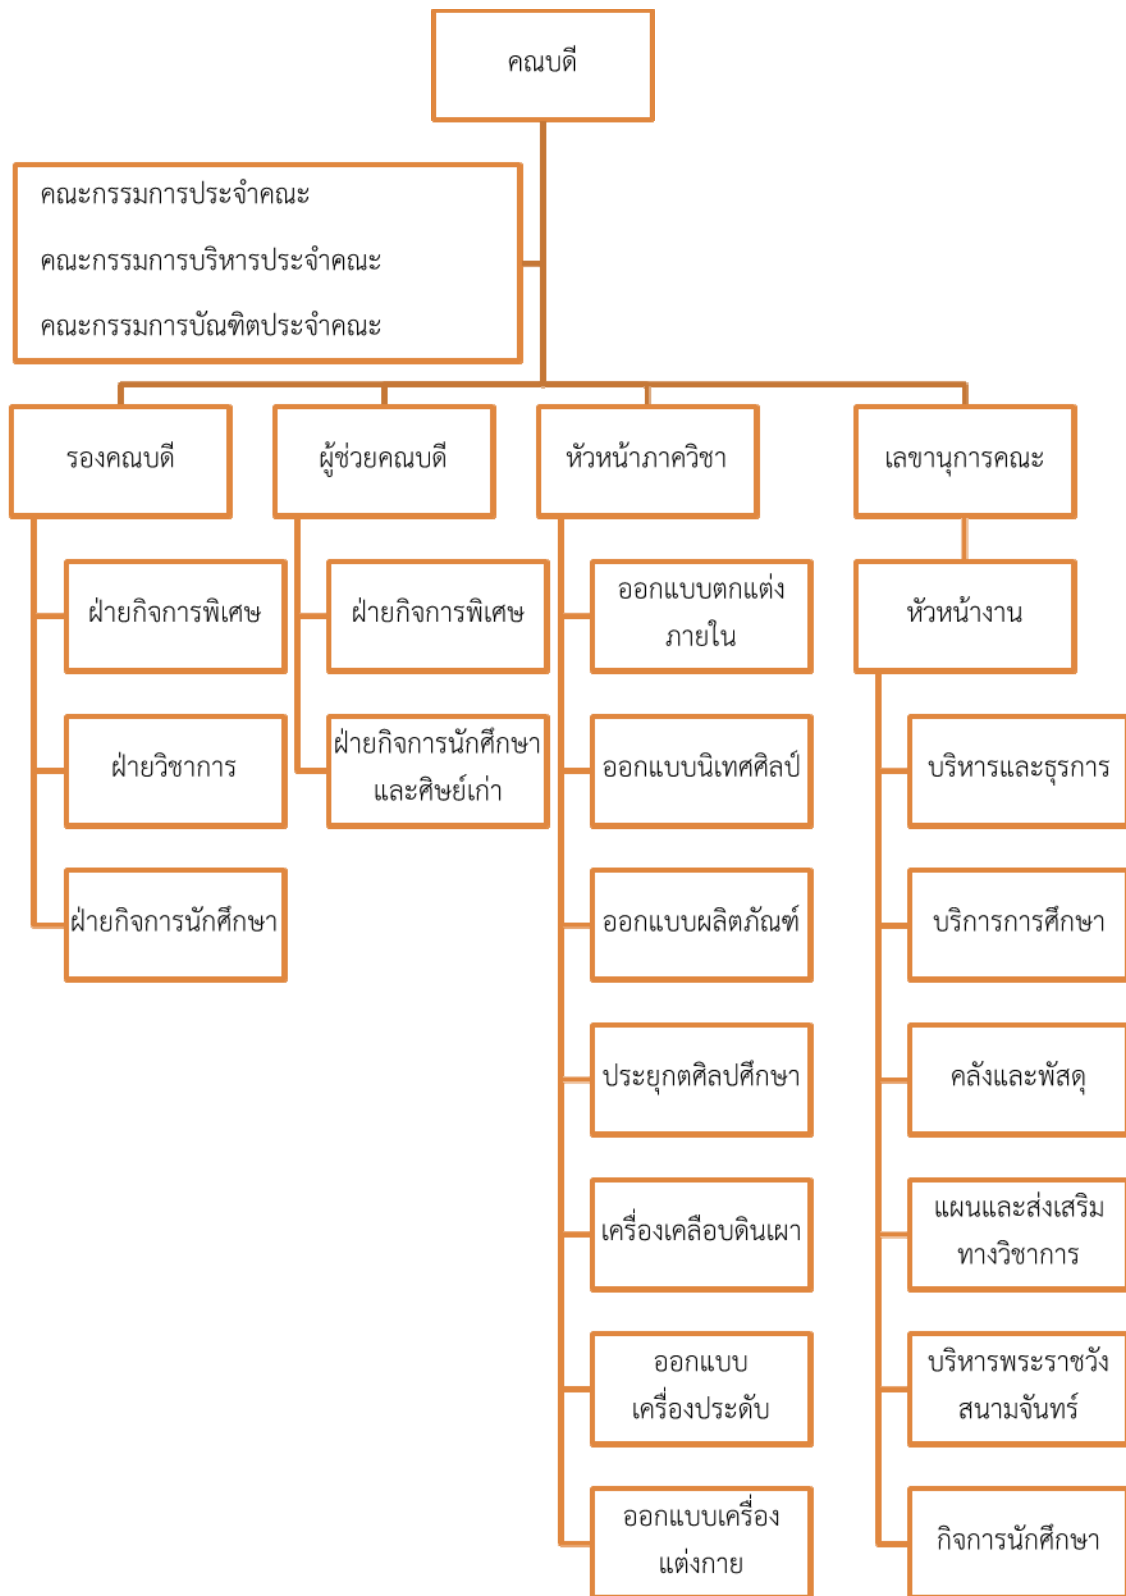 คณบดี
คณะกรรมการประจำคณะ
คณะกรรมการบริหารประจำคณะ
คณะกรรมการบัณฑิตประจำคณะ
รองคณบดี
ผู้ช่วยคณบดี
หัวหน้าภาควิชา
เลขานุการคณะ
ฝ่ายกิจการพิเศษ
ฝ่ายวิชาการ
ฝ่ายกิจการนักศึกษา
ฝ่ายกิจการพิเศษ
ฝ่ายกิจการนักศึกษา
และศิษย์เก่า
ออกแบบตกแต่ง
ภายใน
ออกแบบนิเทศศิลป์
ออกแบบผลิตภัณฑ์
ประยุกตศิลปศึกษา
เครื่องเคลือบดินเผา
ออกแบบ
เครื่องประดับ
ออกแบบเครื่อง
แต่งกาย
หัวหน้างาน
บริหารและธุรการ
บริการการศึกษา
คลังและพัสดุ
แผนและส่งเสริม
ทางวิชาการ
บริหารพระราชวัง
สนามจันทร์
กิจการนักศึกษา